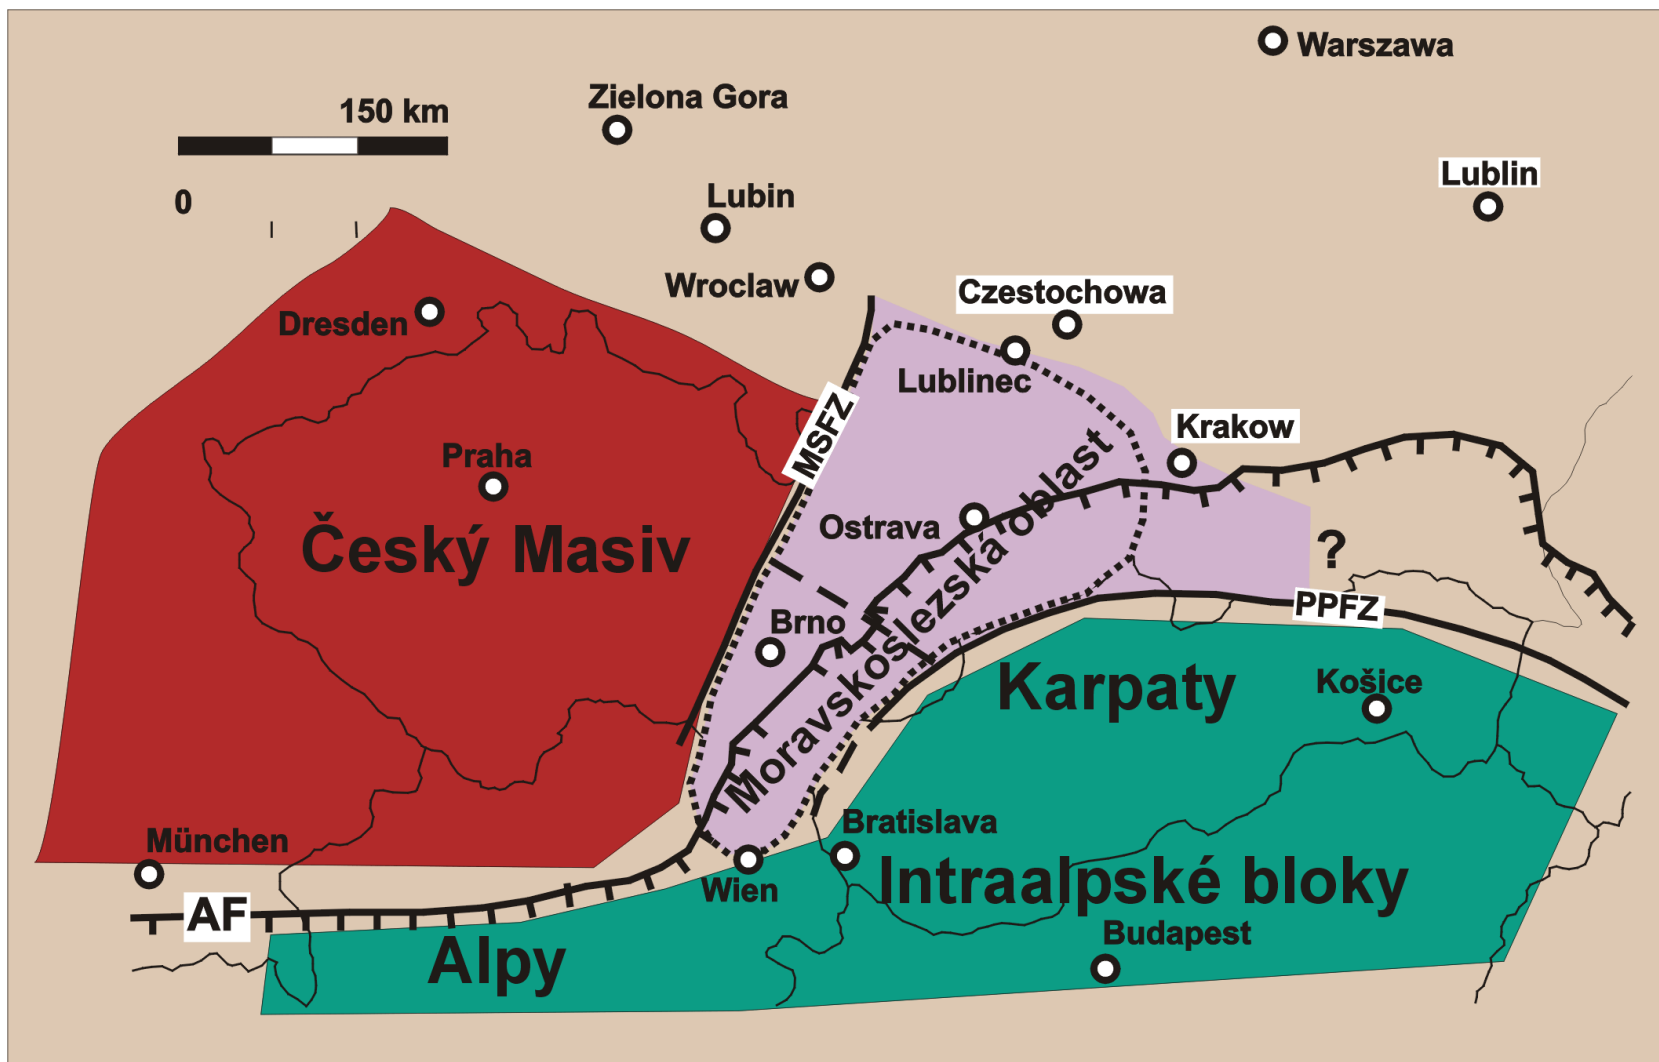 Warszawa
Zielona Gora
150 km
Lublin
0
Lubin
Wroclaw
Czestochowa
Dresden
Lublinec
MSFZ
Krakow
Praha
Ostrava
Český Masiv
?
Moravskoslezská oblast
PPFZ
Brno
Karpaty
Košice
München
Bratislava
Wien
Intraalpské bloky
AF
Budapest
Alpy